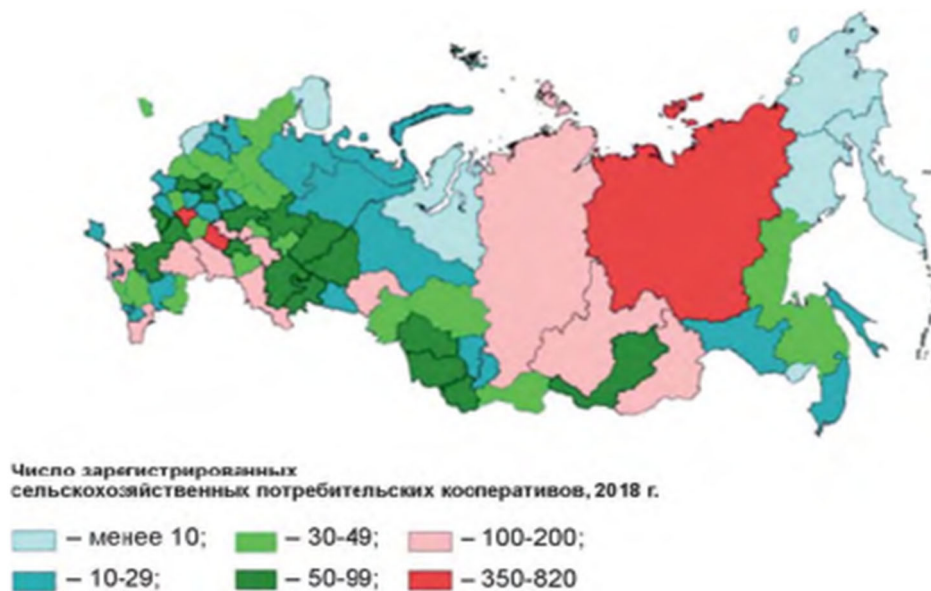 Число зарегистрированных
сельскохозяйственных потребительских кооперативов, 2018 г.
– менее 10; – 30-49; – 100-200;
– 10-29; – 50-99; – 350-820